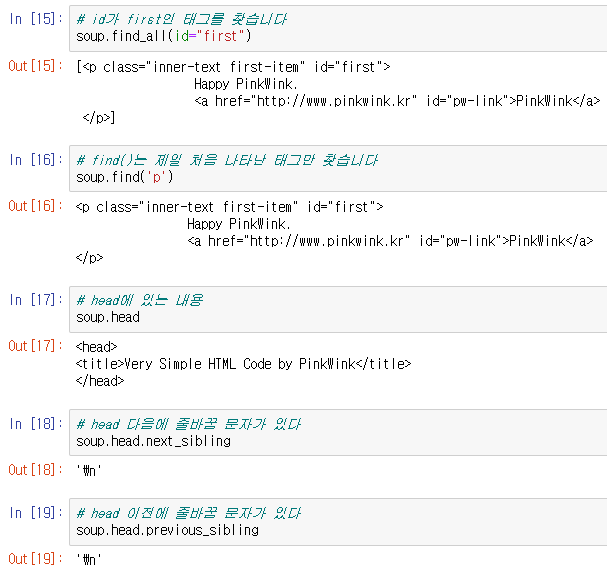 In [15]: # id가 first인 태그를 찾습니다
soup.find_all(id="first")
Out[15]: [<p class="inner-text first-item" id="first">
Happy PinkWink.
<a href="http://www.pinkwink.kr" id="pw-link">PinkWink</a>
</p>]
In [16]: # find()는 제일 처음 나타난 태그만 찾습니다
soup.find('p')
Out[16]: <p class="inner-text first-item" id="first">
Happy PinkWink.
<a href="http://www.pinkwink.kr" id="pw-link">PinkWink</a>
</p>
In [17]: # head에 있는 내용
soup.head
Out[17]: <head>
<title>Very Simple HTML Code by PinkWink</title>
</head>
In [18]: # head 다음에 줄바꿈 문자가 있다
soup.head.next_sibling
Out[18]: '₩n'
In [19]: # head 이전에 줄바꿈 문자가 있다
soup.head.previous_sibling
Out[19]: '₩n'